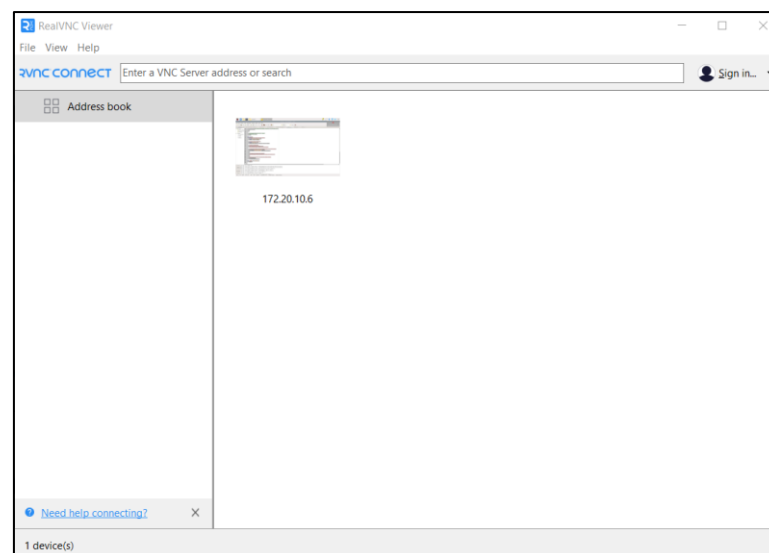 RealVNC Viewer
File View Help
RVNC CONNECT Enter a VNC Server address or search Sign in...
Address book
172.20.10.6
Need help connecting?
1 device(s)